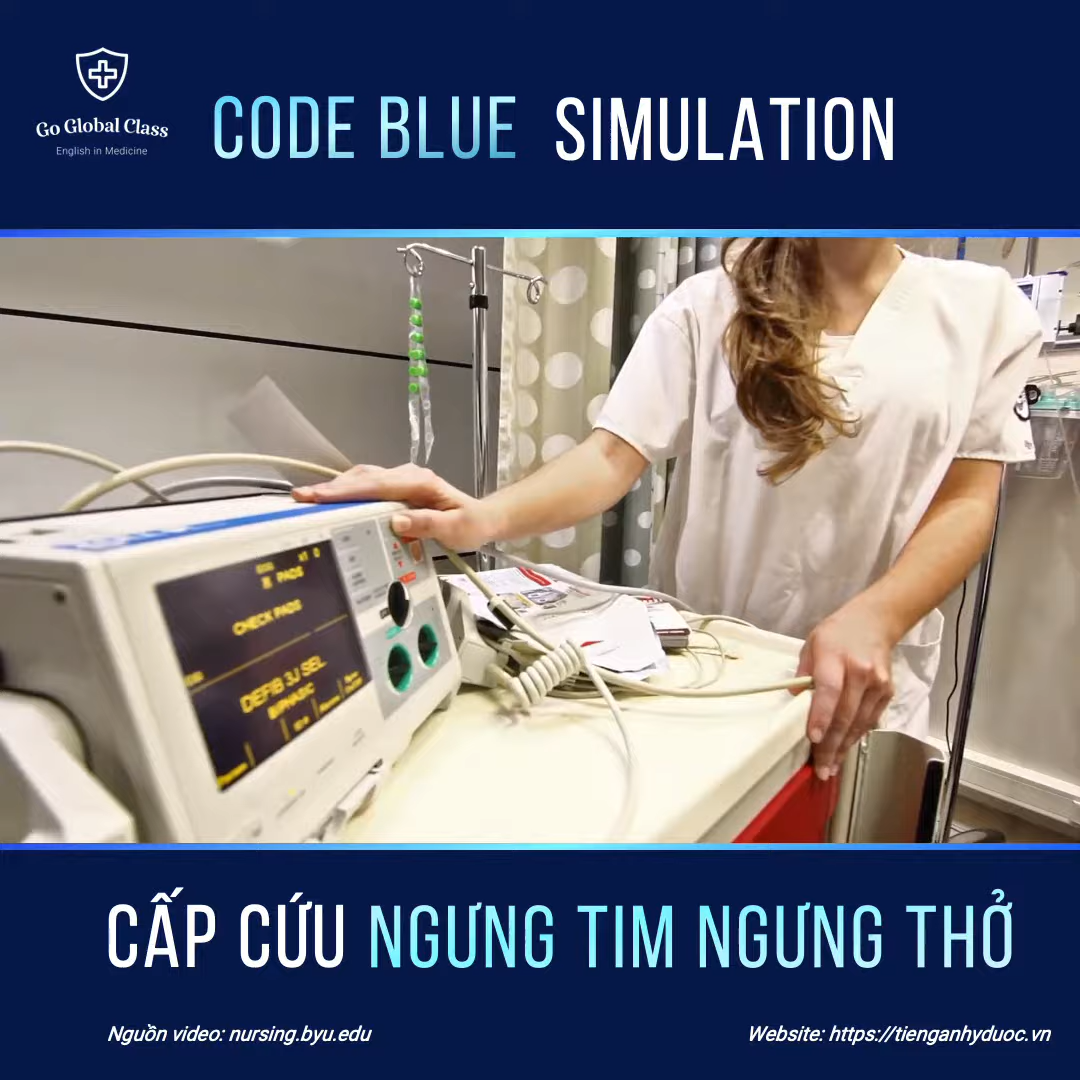 CODE BLUE SIMULATION
Go Global Class
English in Medicine
PADS
CHECK PADS
DEFIB 3J SEL
BIPHASIC
CẤP CỨU NGƯNG TIM NGƯNG THỞ
Nguồn video: nursing.byu.edu
Website: https://tienganhyduoc.vn